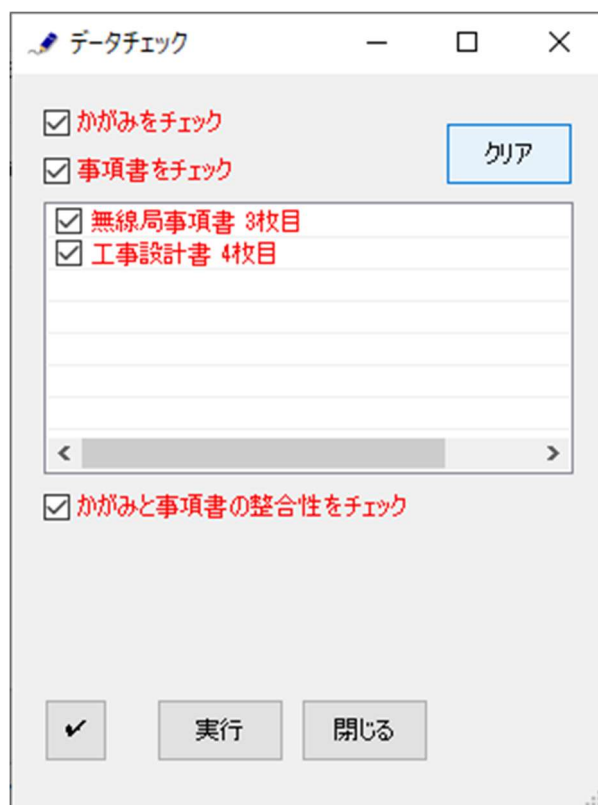 データチェック
かがみをチェック
クリア
事項書をチェック
無線局事項書 3枚目
工事設計書 4枚目
かがみと事項書の整合性をチェック
実行
閉じる